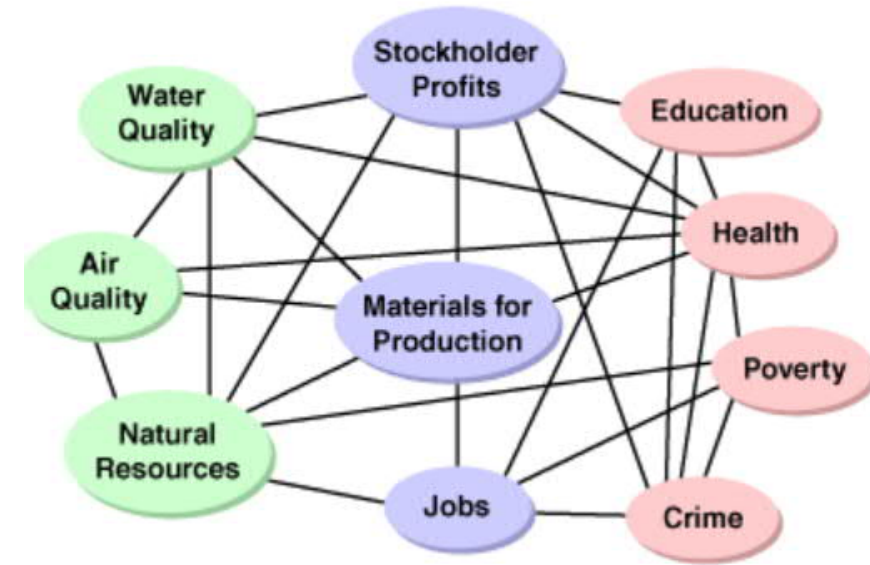 Stockholder
Profits
Water
Quality
Education
Health
Air
Quality
Materials for
Production
Poverty
Natural
Resources
Jobs
Crime